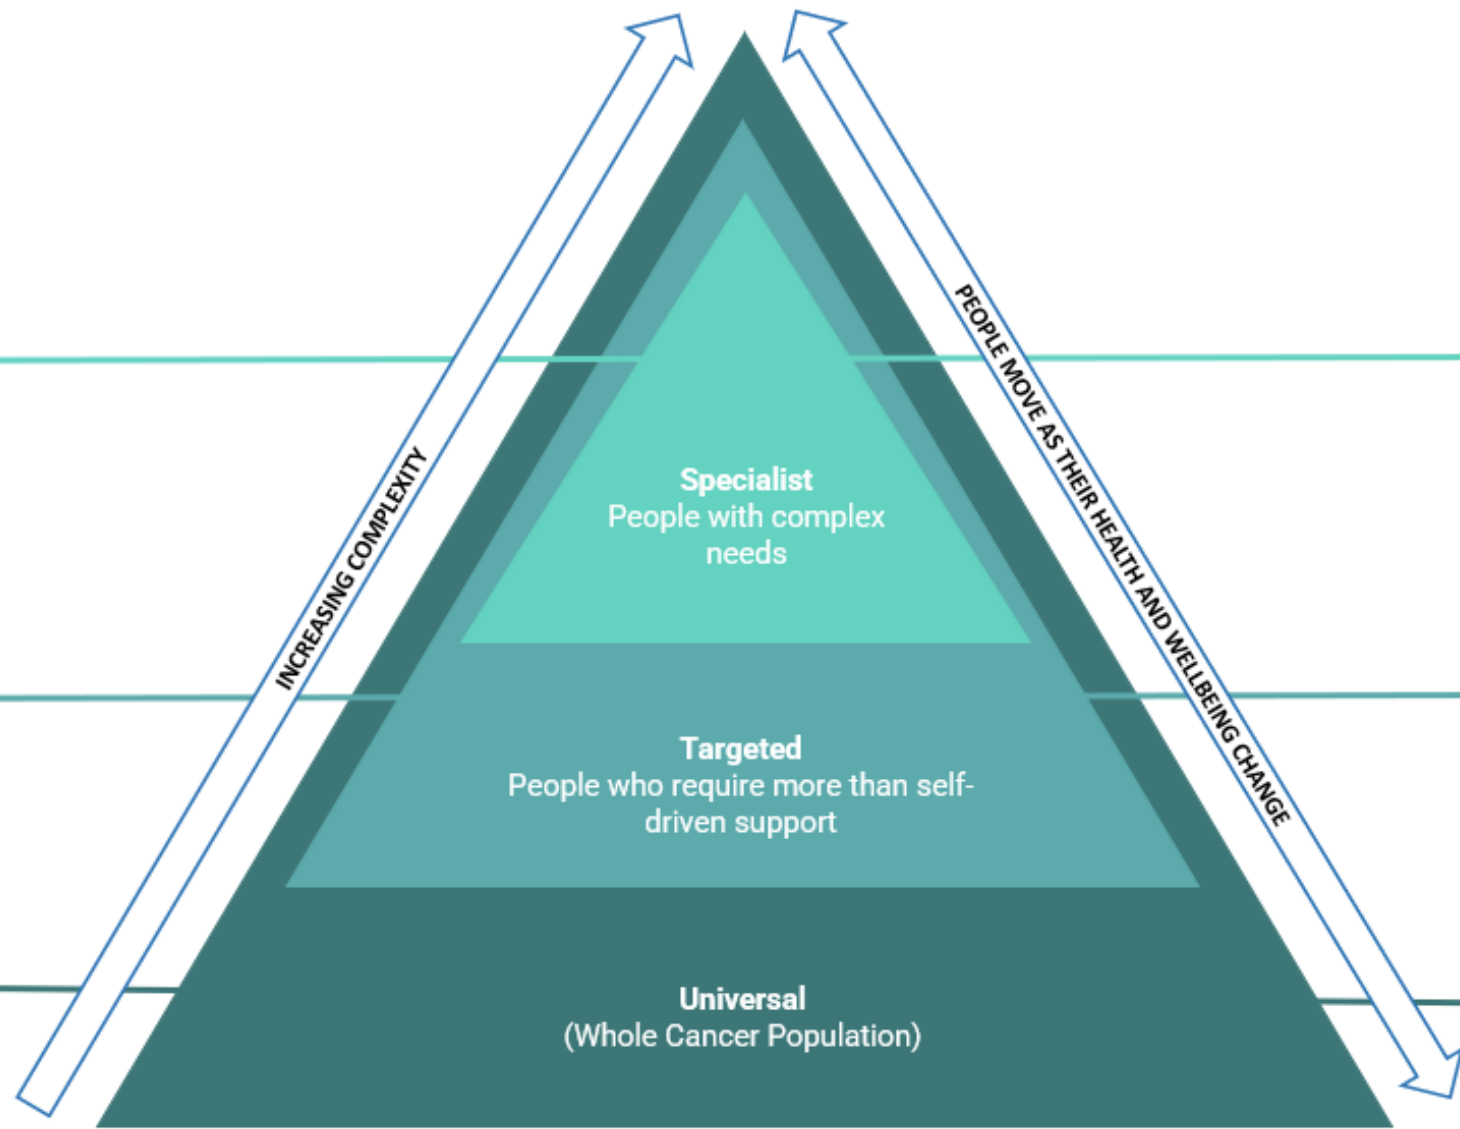 INCREASING COMPLEXITY
PEOPLE MOVE AS THEIR HEALTH AND WELLBEING CHANGE
Specialist
People with complex
needs
Targeted
People who require more than self-
driven support
Universal
(Whole Cancer Population)